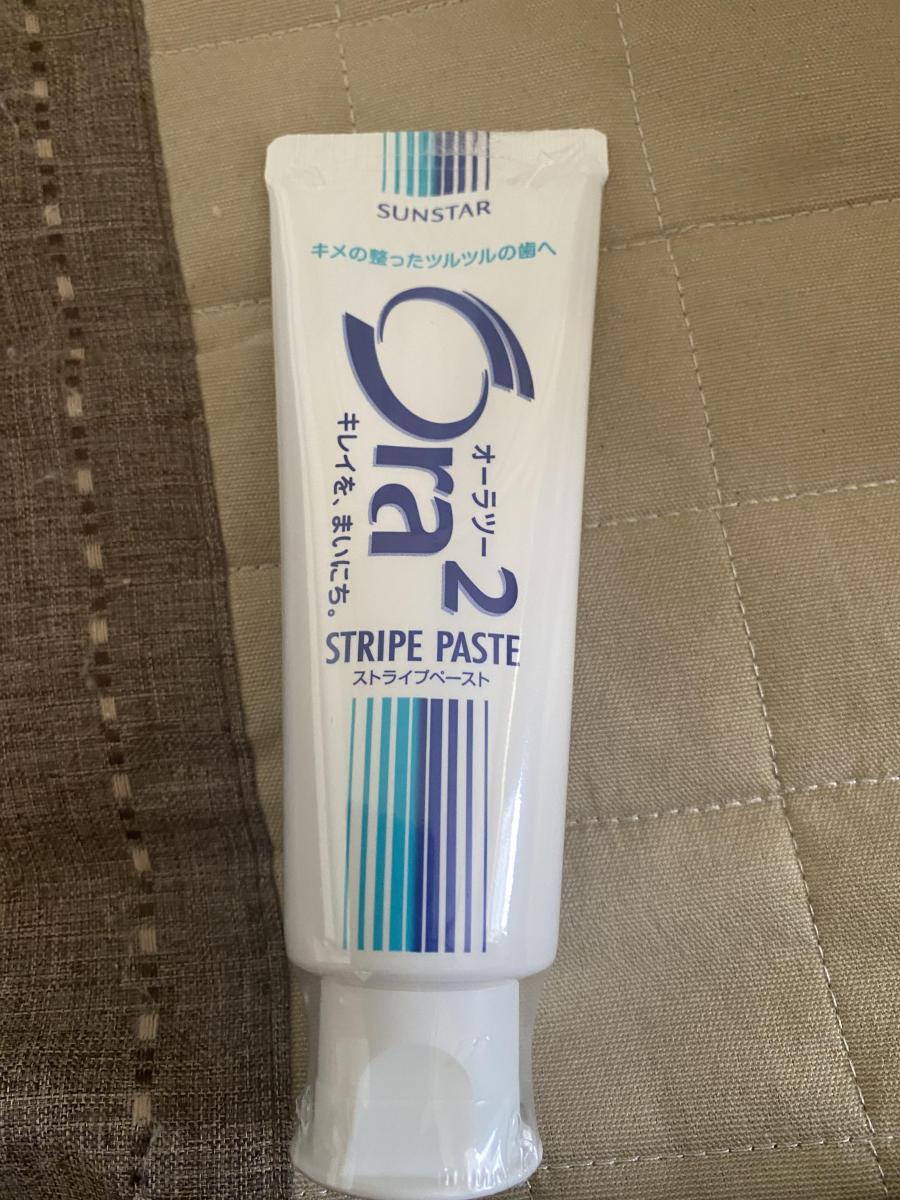 SUNSTAR
キメの整ったツルツルの歯へ
Ora2
オーラツー
キレイを、まいにち。
STRIPE PASTE
ストライプペースト